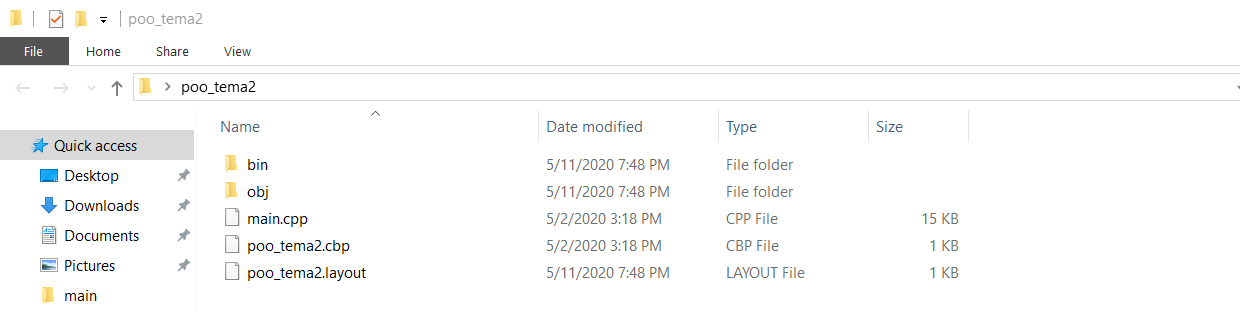 poo_tema2
File Home Share View
poo_tema2
Name Date modified Type Size
Quick access
bin 5/11/2020 7:48 PM File folder
Desktop
obj 5/11/2020 7:48 PM File folder
Downloads
main.cpp 5/2/2020 3:18 PM CPP File 15 KB
Documents
poo_tema2.cbp 5/2/2020 3:18 PM CBP File 1 KB
Pictures
poo_tema2.layout 5/11/2020 7:48 PM LAYOUT File 1 KB
main